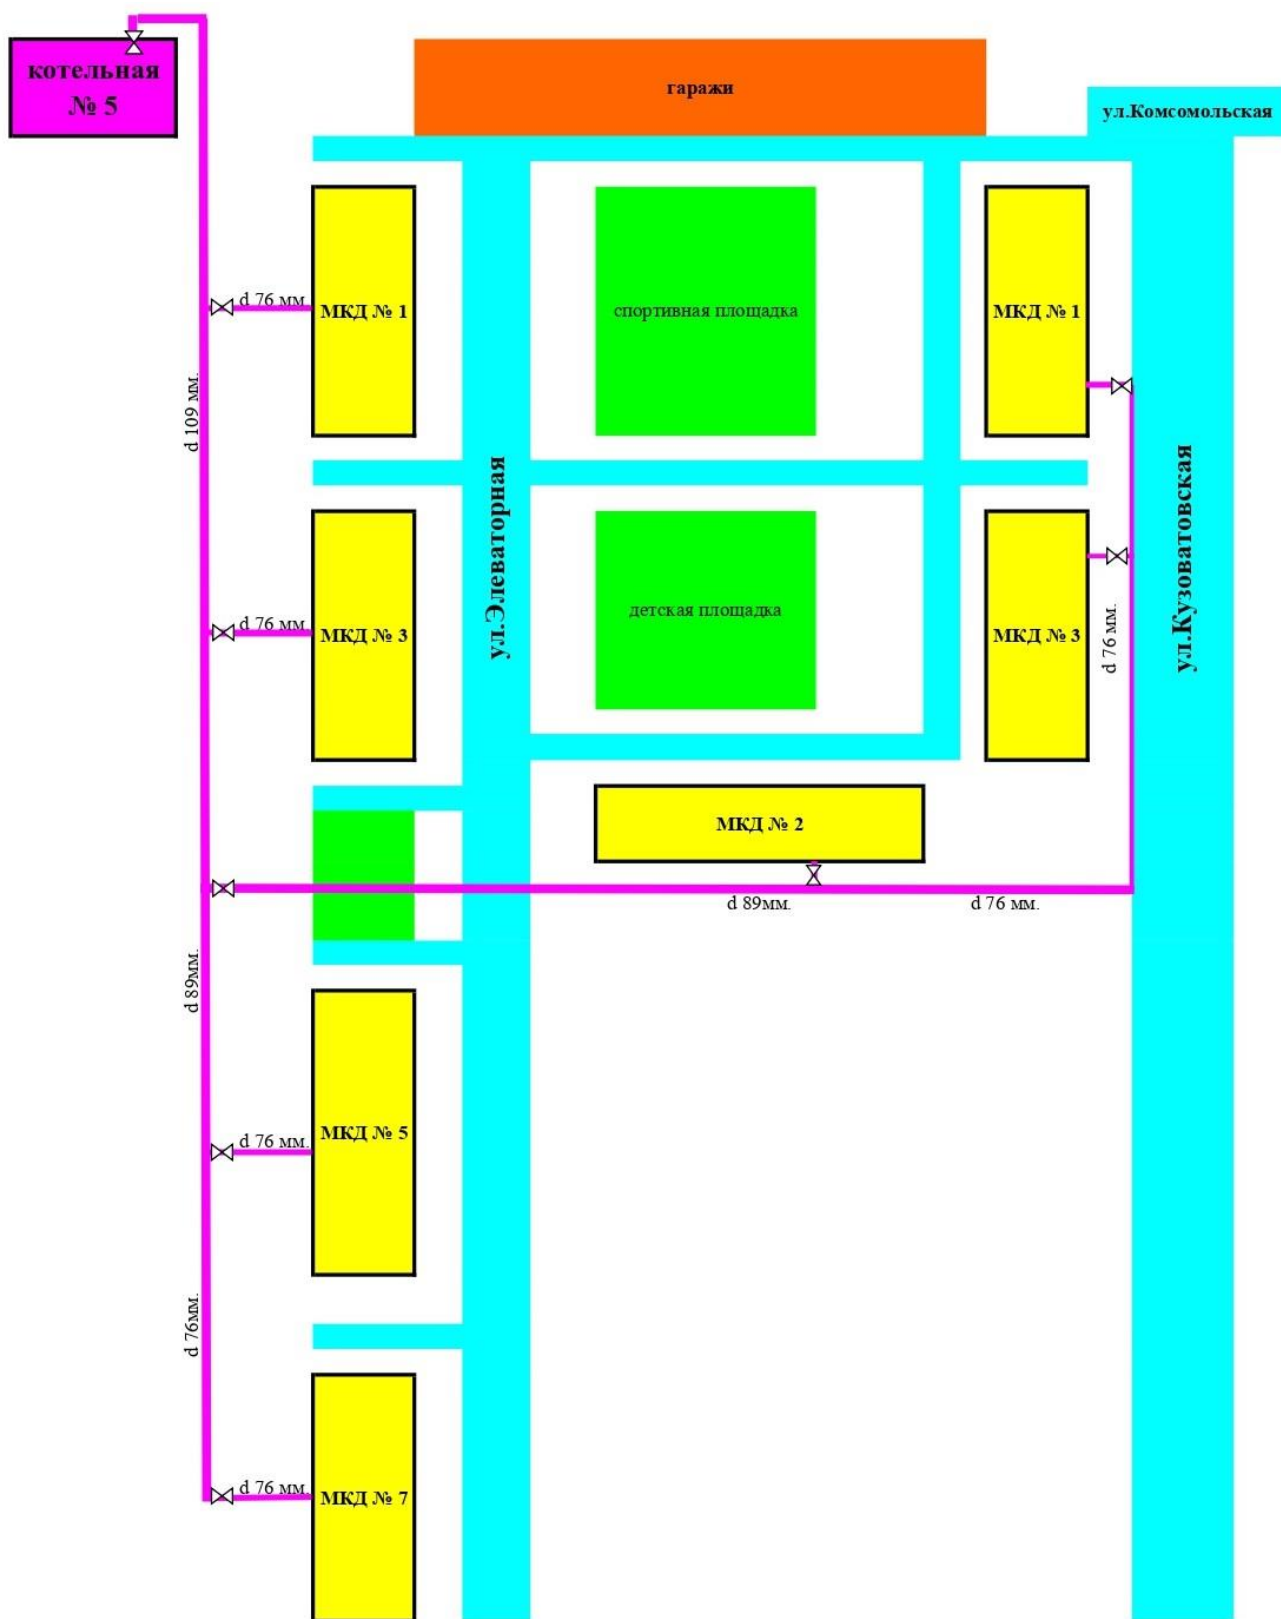 котельная
№ 5
гаражи
ул.Комсомольская
d 76 мм.
МКД № 1
спортивная площадка
МКД № 1
d 109 мм.
ул.Элеваторная
ул.Кузоватовская
d 76 мм.
МКД № 3
детская площадка
МКД № 3
d 76 мм.
МКД № 2
d 89мм.
d 76 мм.
d 89мм.
d 76 мм.
МКД № 5
d 76мм.
d 76 мм.
МКД № 7